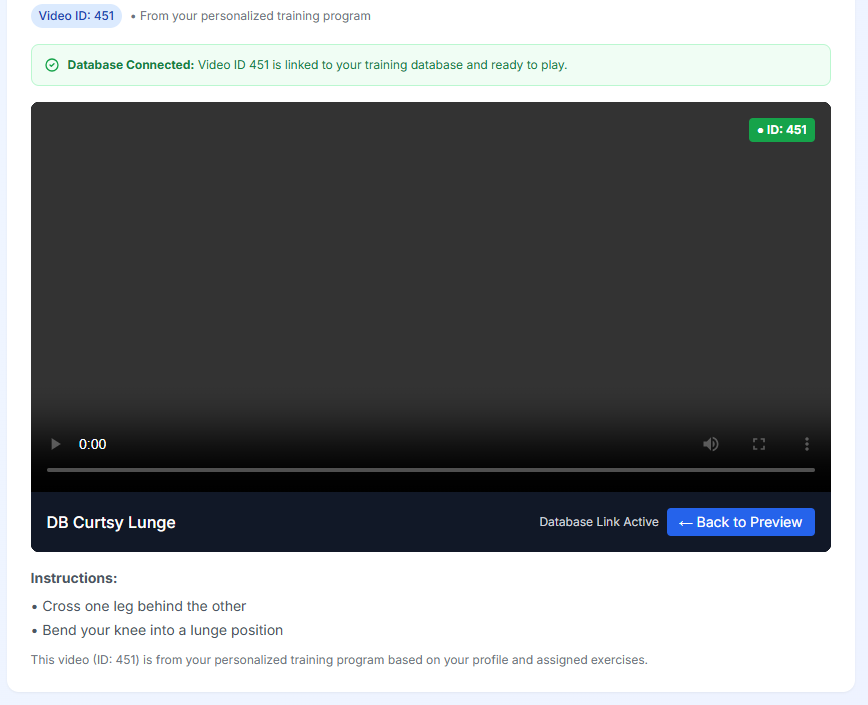 Video ID: 451 • From your personalized training program
Database Connected: Video ID 451 is linked to your training database and ready to play.
● ID: 451
0:00
DB Curtsy Lunge
Database Link Active
← Back to Preview
Instructions:
• Cross one leg behind the other
• Bend your knee into a lunge position
This video (ID: 451) is from your personalized training program based on your profile and assigned exercises.